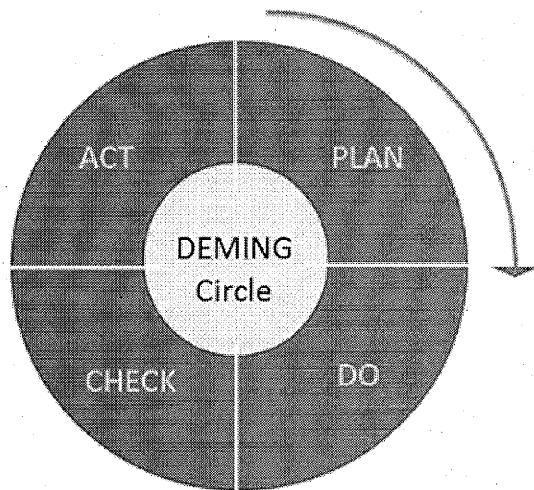 ACT
PLAN
DEMING
Circle
CHECK
DO